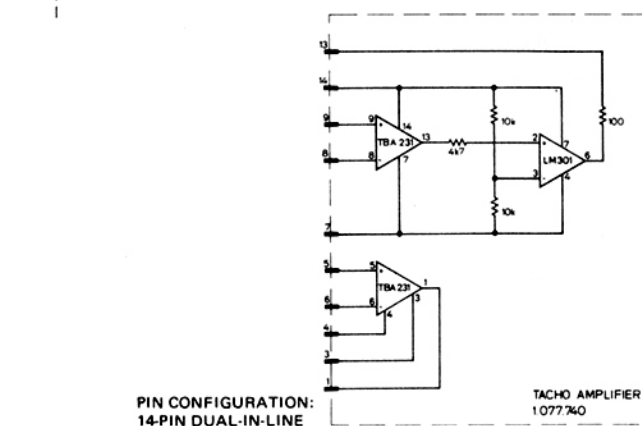 13
14
10k
100
9 9 + 14
TBA 231 13 2 + 7
4k7 LM301 6
8 8 - 7 3 - 4
10k
7
5 5 +
TBA 231 1
6 6 - 3
4 4
3
1
PIN CONFIGURATION:
14-PIN DUAL-IN-LINE
TACHO AMPLIFIER
1.077.740